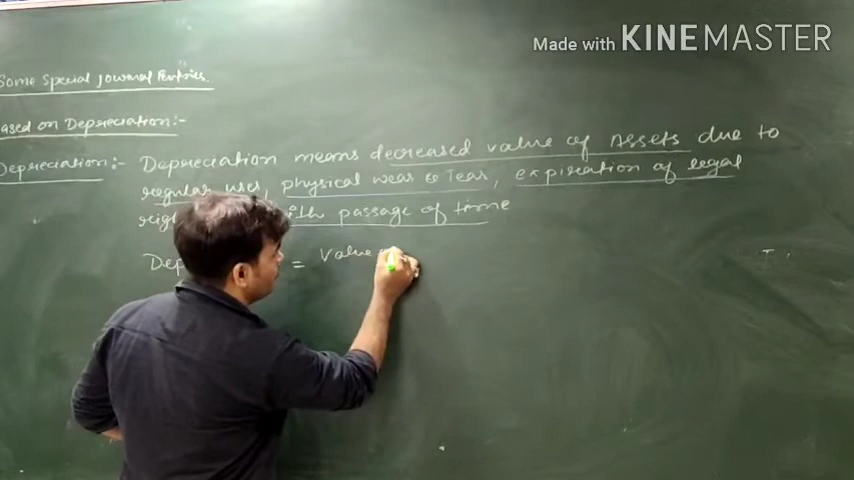 Made with KINEMASTER
Some Special Journal Entries
Based on Depreciation:-
Depreciation:- Depreciation means decreased value of Assets due to
regular use, physical wear & Tear, expiration of legal
with passage of time
= Value